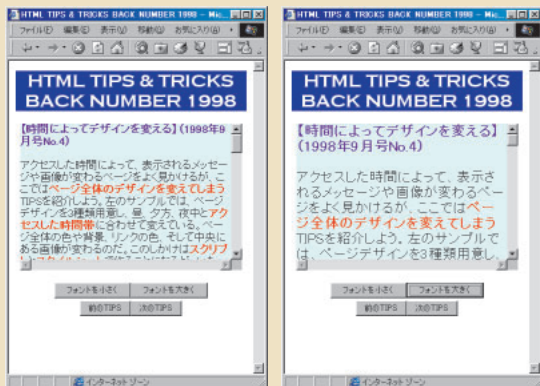 HTML TIPS & TRICKS BACK NUMBER 1998 - Mic...
ファイル(F) 編集(E) 表示(V) 移動(G) お気に入り(A)
HTML TIPS & TRICKS
BACK NUMBER 1998
【時間によってデザインを変える】(1998年9
月号No.4)
アクセスした時間によって、表示されるメッセー
ジや画像が変わるページをよく見かけるが、こ
こではページ全体のデザインを変えてしまう
TIPSを紹介しよう。左のサンプルでは、ページ
デザインを3種類用意し、昼、夕方、夜中とアク
セスした時間帯に合わせて変えている。ペー
ジ全体の色や背景、リンクの色、そして中央に
ある画像が変わるのだ。このしかけはスクリプ
フォントを小さく フォントを大きく
前のTIPS 次のTIPS
インターネット ゾーン
HTML TIPS & TRICKS BACK NUMBER 1998 - Mic...
ファイル(F) 編集(E) 表示(V) 移動(G) お気に入り(A)
HTML TIPS & TRICKS
BACK NUMBER 1998
【時間によってデザインを変える】
(1998年9月号No.4)
アクセスした時間によって、表示さ
れるメッセージや画像が変わるペー
ジをよく見かけるが、ここではペー
ジ全体のデザインを変えてしまう
TIPSを紹介しよう。左のサンプルで
は、ページデザインを3種類用意し、
フォントを小さく フォントを大きく
前のTIPS 次のTIPS
インターネット ゾーン